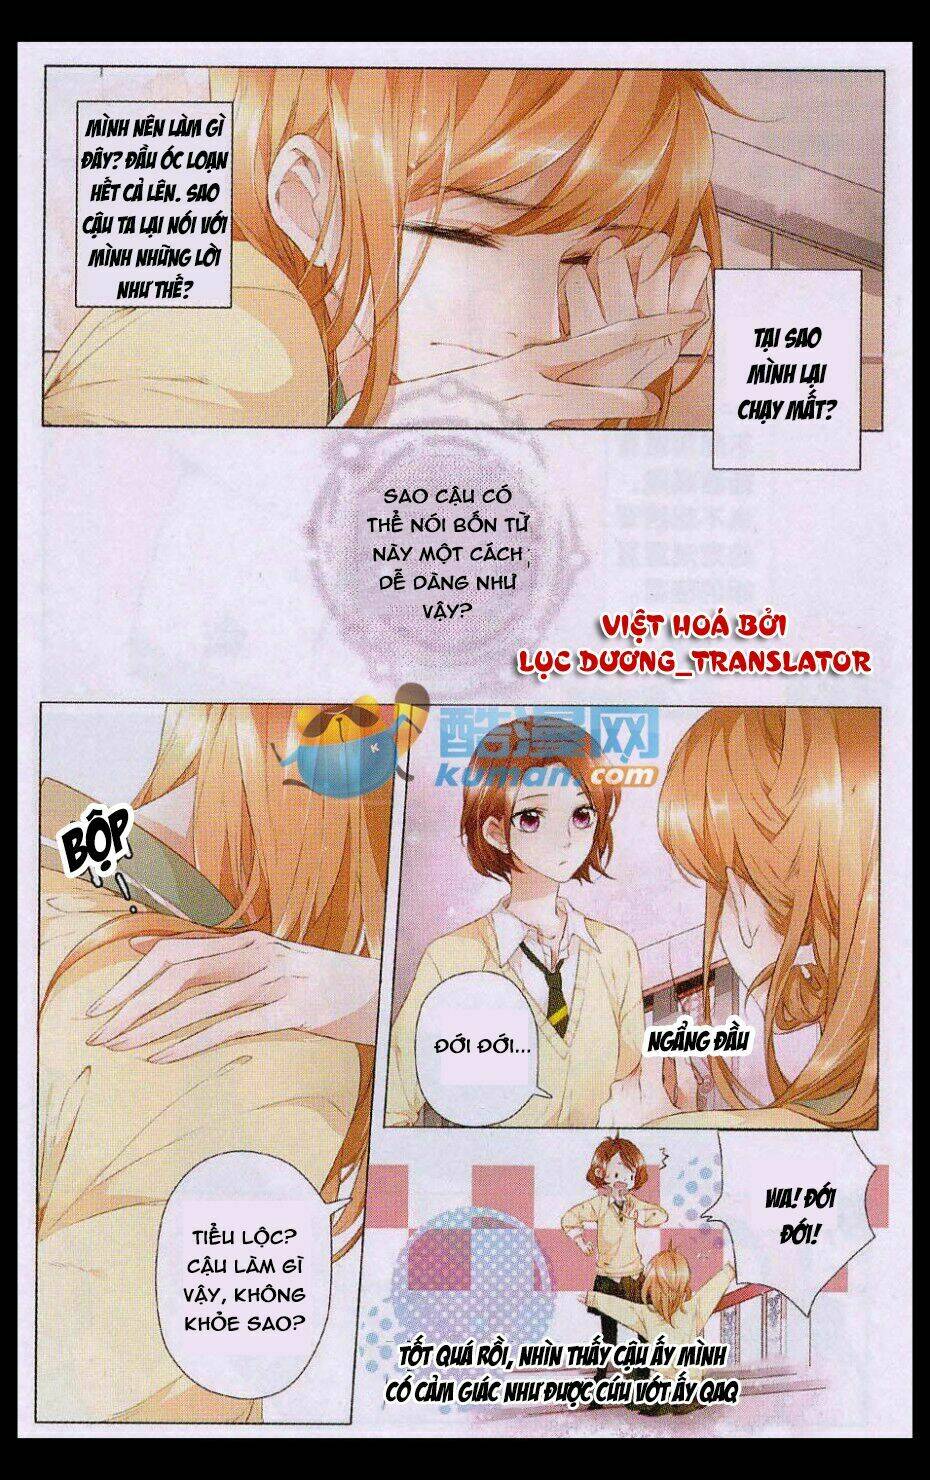 MÌNH NÊN LÀM GÌ
ĐÂY? ĐẦU ÓC LOẠN
HẾT CẢ LÊN. SAO
CẬU TA LẠI NÓI VỚI
MÌNH NHỮNG LỜI
NHƯ THẾ?
TẠI SAO
MÌNH LẠI
CHẠY MẤT?
SAO CẬU CÓ
THỂ NÓI BỐN TỪ
NÀY MỘT CÁCH
DỄ DÀNG NHƯ
VẬY?
VIỆT HOÁ BỞI
LỤC DƯƠNG_TRANSLATOR
酷漫网
kuman.com
K
BỘP
TIỂU LỘC?
CẬU LÀM GÌ
VẬY, KHÔNG
KHỎE SAO?
ĐỚI ĐỚI...
NGẨNG ĐẦU
WA! ĐỚI
ĐỚI!
TỐT QUÁ RỒI, NHÌN THẤY CẬU ẤY MÌNH
CÓ CẢM GIÁC NHƯ ĐƯỢC CỨU VỚT ẤY QAQ